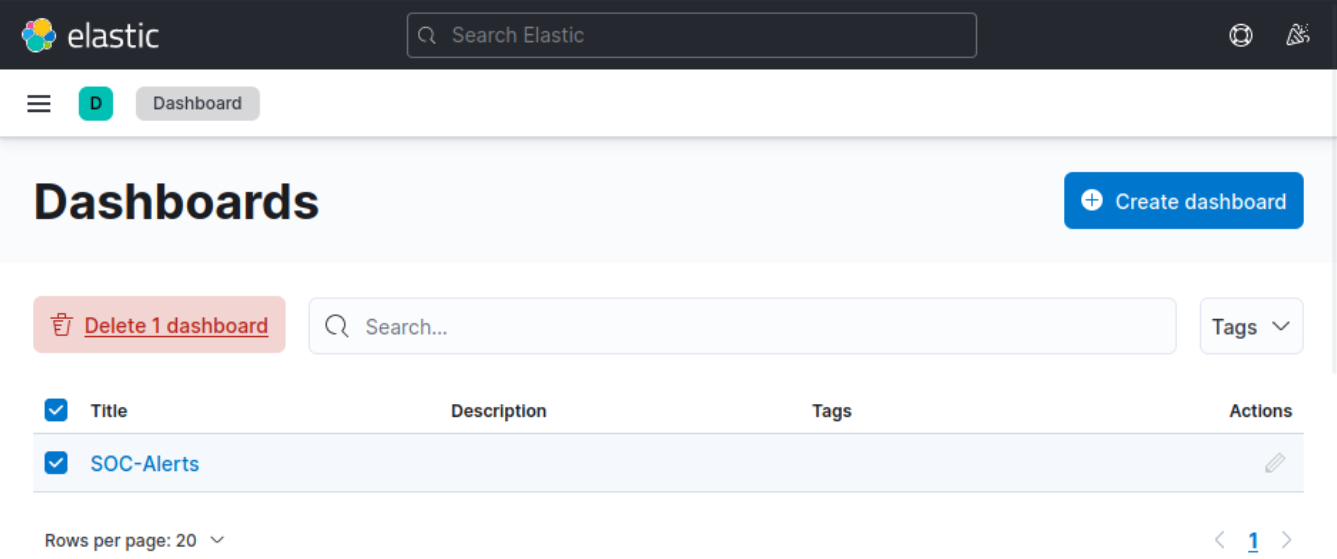 elastic Search Elastic
D Dashboard
Dashboards Create dashboard
Delete 1 dashboard Search... Tags
Title Description Tags Actions
SOC-Alerts
Rows per page: 20 1